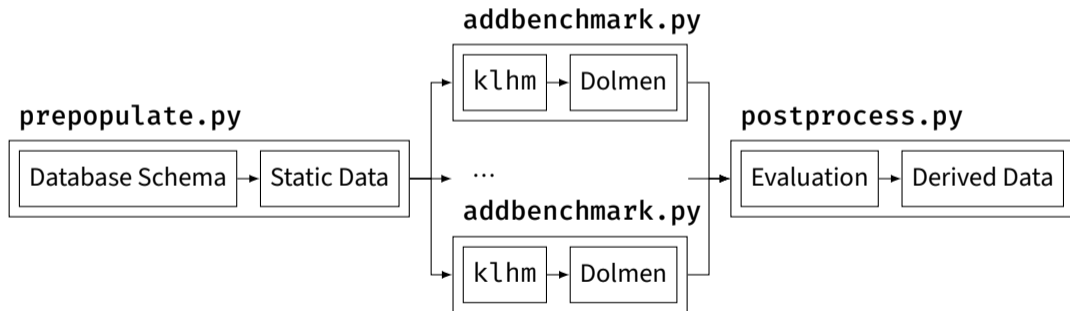 prepopulate.py
Database Schema
Static Data
addbenchmark.py
klhm
Dolmen
...
addbenchmark.py
klhm
Dolmen
postprocess.py
Evaluation
Derived Data